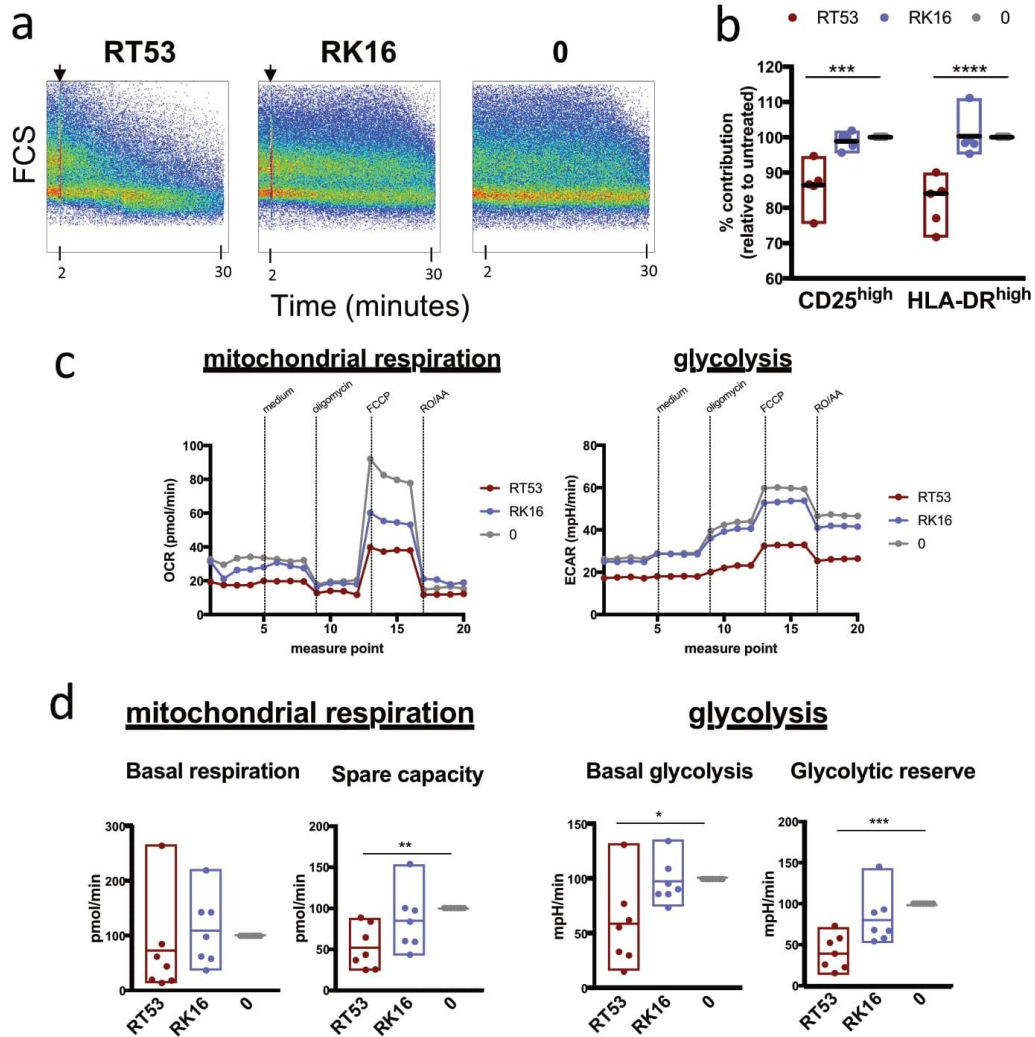 a
RT53
RK16
0
FCS
2
30
2
30
2
30
Time (minutes)
b
RT53
RK16
0
% contribution
(relative to untreated)
120
110
100
90
80
70
60
***
****
CD25high
HLA-DRhigh
c
mitochondrial respiration
medium
oligomycin
FCCP
RO/AA
OCR (pmol/min)
100
80
60
40
20
0
5
10
15
20
measure point
RT53
RK16
0
glycolysis
medium
oligomycin
FCCP
RO/AA
ECAR (mpH/min)
80
60
40
20
0
5
10
15
20
measure point
RT53
RK16
0
d
mitochondrial respiration
Basal respiration
pmol/min
300
200
100
0
RT53
RK16
0
Spare capacity
pmol/min
200
150
100
50
0
**
RT53
RK16
0
glycolysis
Basal glycolysis
mpH/min
150
100
50
0
*
RT53
RK16
0
Glycolytic reserve
mpH/min
200
150
100
50
0
***
RT53
RK16
0